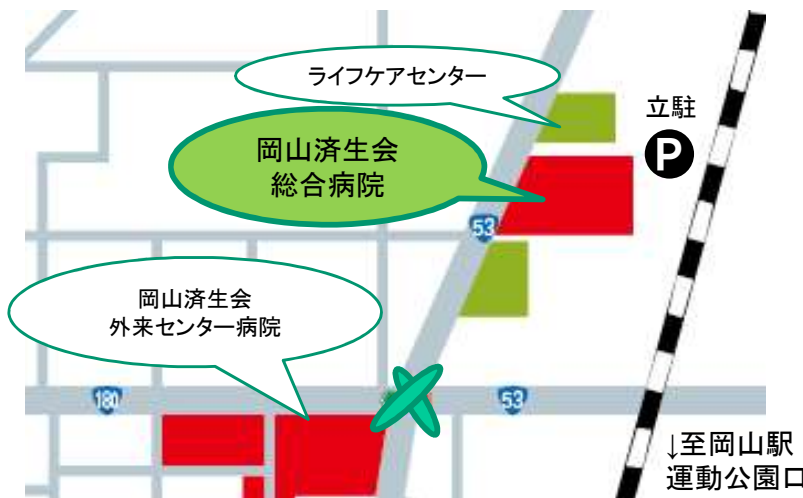 ライフケアセンター
立駐
P
岡山済生会
総合病院
53
岡山済生会
外来センター病院
180
53
↓至岡山駅
運動公園口